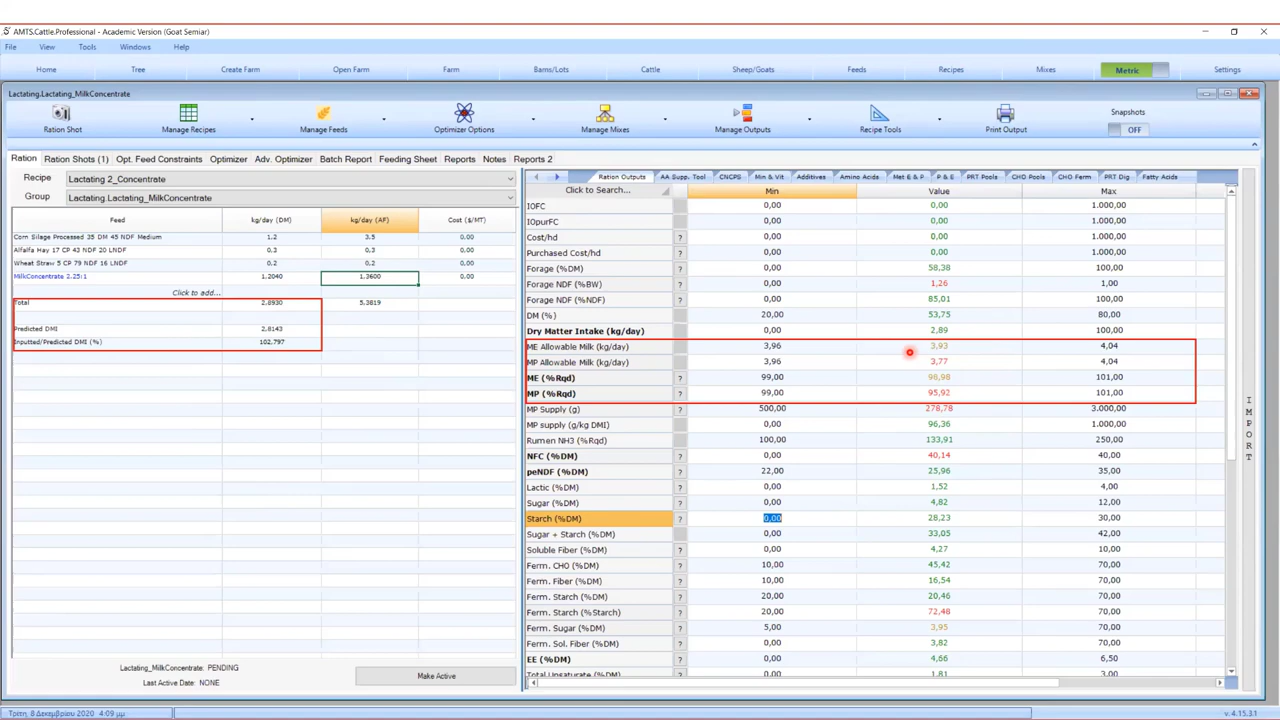 AMTS.Cattle.Professional - Academic Version (Goat Semiar)
File View Tools Windows Help
Home Tree Create Farm Open Farm Farm Barns/Lots Cattle Sheep/Goats Feeds Recipes Mixes Metric Settings
Lactating.Lactating_MilkConcentrate
Ration Shot Manage Recipes Manage Feeds Optimizer Options Manage Mixes Manage Outputs Recipe Tools Print Output Snapshots OFF
Ration Ration Shots (1) Opt. Feed Constraints Optimizer Adv. Optimizer Batch Report Feeding Sheet Reports Notes Reports 2
Recipe Lactating 2_Concentrate
Group Lactating.Lactating_MilkConcentrate
Feed kg/day (DM) kg/day (AF) Cost ($/MT)
Corn Silage Processed 35 DM 45 NDF Medium 1.2 3.5 0,00
Alfalfa Hay 17 CP 43 NDF 20 LNDF 0,3 0,3 0,00
Wheat Straw 5 CP 79 NDF 16 LNDF 0,2 0,2 0,00
MilkConcentrate 2.25:1 1.2040 1.3600 0,00
Click to add...
Total 2,8930 5,3819
Predicted DMI 2,8143
Inputted/Predicted DMI (%) 102,797
Lactating_MilkConcentrate: PENDING
Last Active Date: NONE
Make Active
Ration Outputs AA Supp. Tool CNCPS Min & Vit Additives Amino Acids Met E & P P & E PRT Pools CHO Pools CHO Ferm PRT Dig Fatty Acids
Click to Search... Min Value Max
IOFC 0,00 0,00 1.000,00
IOpurFC 0,00 0,00 1.000,00
Cost/hd ? 0,00 0,00 1.000,00
Purchased Cost/hd ? 0,00 0,00 1.000,00
Forage (%DM) ? 0,00 58,38 100,00
Forage NDF (%BW) ? 0,00 1,26 1,00
Forage NDF (%NDF) ? 0,00 85,01 100,00
DM (%) ? 20,00 53,75 80,00
Dry Matter Intake (kg/day) 0,00 2,89 100,00
ME Allowable Milk (kg/day) 3,96 3,93 4,04
MP Allowable Milk (kg/day) 3,96 3,77 4,04
ME (%Rqd) ? 99,00 98,98 101,00
MP (%Rqd) ? 99,00 95,92 101,00
MP Supply (g) ? 500,00 278,78 3.000,00
MP supply (g/kg DMI) ? 0,00 96,36 1.000,00
Rumen NH3 (%Rqd) ? 100,00 133,91 250,00
NFC (%DM) ? 0,00 40,14 40,00
peNDF (%DM) ? 22,00 25,96 35,00
Lactic (%DM) ? 0,00 1,52 4,00
Sugar (%DM) ? 0,00 4,82 12,00
Starch (%DM) ? 0,00 28,23 30,00
Sugar + Starch (%DM) ? 0,00 33,05 42,00
Soluble Fiber (%DM) ? 0,00 4,27 10,00
Ferm. CHO (%DM) ? 10,00 45,42 70,00
Ferm. Fiber (%DM) ? 10,00 16,54 70,00
Ferm. Starch (%DM) ? 20,00 20,46 70,00
Ferm. Starch (%Starch) ? 20,00 72,48 70,00
Ferm. Sugar (%DM) ? 5,00 3,95 70,00
Ferm. Sol. Fiber (%DM) ? 0,00 3,82 70,00
EE (%DM) ? 0,00 4,66 6,50
Total Unsaturate (%DM) ? 0,00 1,81 3,00
IMPORT
Τρίτη, 8 Δεκεμβρίου 2020 4:09 μμ
v. 4.15.3.1